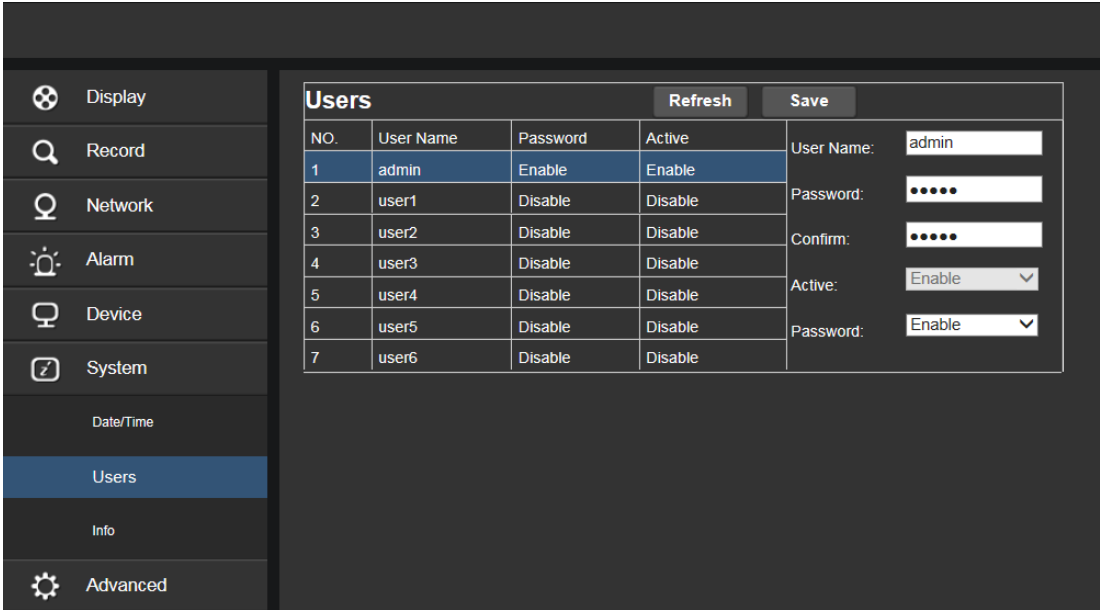 Display
Record
Network
Alarm
Device
System
Date/Time
Users
Info
Advanced
Users Refresh Save
NO. User Name Password Active
1 admin Enable Enable
2 user1 Disable Disable
3 user2 Disable Disable
4 user3 Disable Disable
5 user4 Disable Disable
6 user5 Disable Disable
7 user6 Disable Disable
User Name: admin
Password: •••••
Confirm: •••••
Active: Enable
Password: Enable